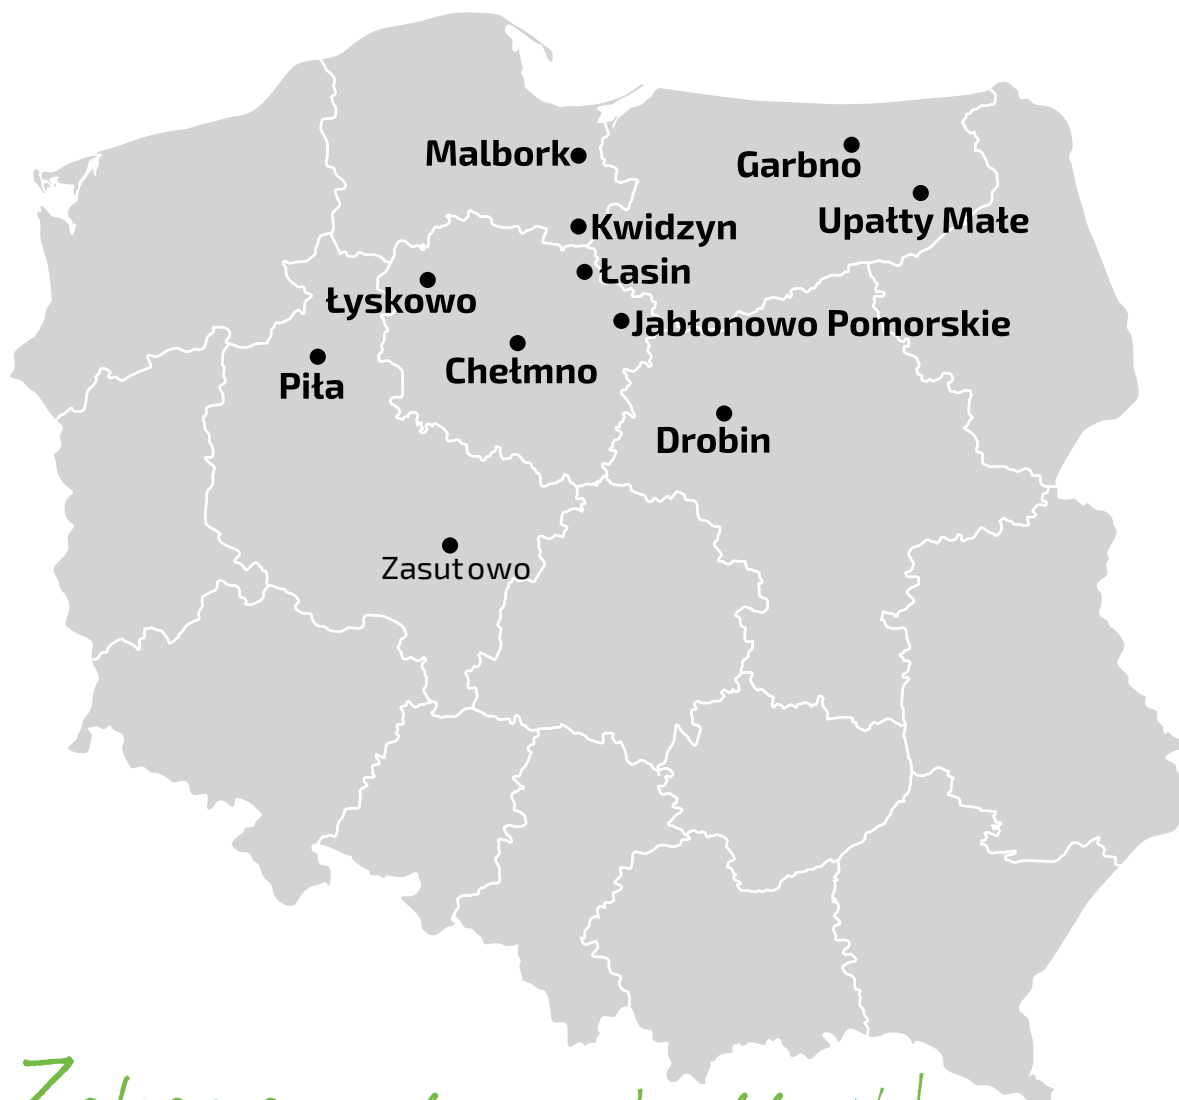 Malbork
Garbno
Upałty Małe
Kwidzyn
Łasin
Łyskowo
Jabłonowo Pomorskie
Chełmno
Piła
Drobin
Zasutowo